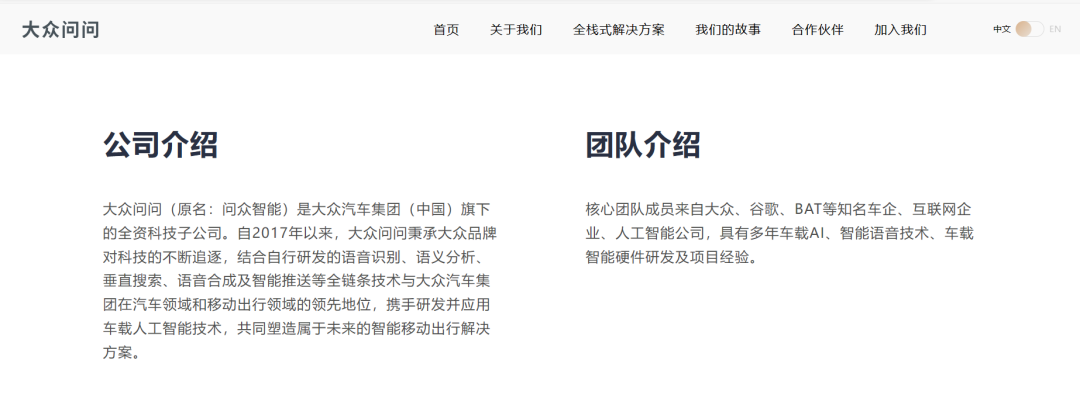 大众问问
首页 关于我们 全栈式解决方案 我们的故事 合作伙伴 加入我们 中文 EN
公司介绍
大众问问（原名：问众智能）是大众汽车集团（中国）旗下
的全资科技子公司。自2017年以来，大众问问秉承大众品牌
对科技的不断追逐，结合自行研发的语音识别、语义分析、
垂直搜索、语音合成及智能推送等全链条技术与大众汽车集
团在汽车领域和移动出行领域的领先地位，携手研发并应用
车载人工智能技术，共同塑造属于未来的智能移动出行解决
方案。
团队介绍
核心团队成员来自大众、谷歌、BAT等知名车企、互联网企
业、人工智能公司，具有多年车载AI、智能语音技术、车载
智能硬件研发及项目经验。